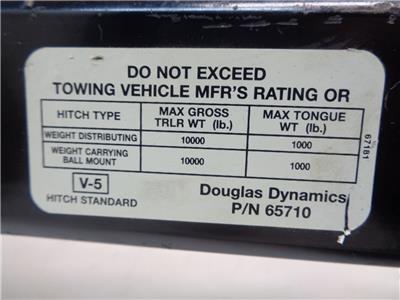 DO NOT EXCEED
TOWING VEHICLE MFR'S RATING OR
HITCH TYPE MAX GROSS TRLR WT (lb.) MAX TONGUE WT (lb.)
WEIGHT DISTRIBUTING 10000 1000
WEIGHT CARRYING BALL MOUNT 10000 1000
67181
V-5 Douglas Dynamics
HITCH STANDARD P/N 65710